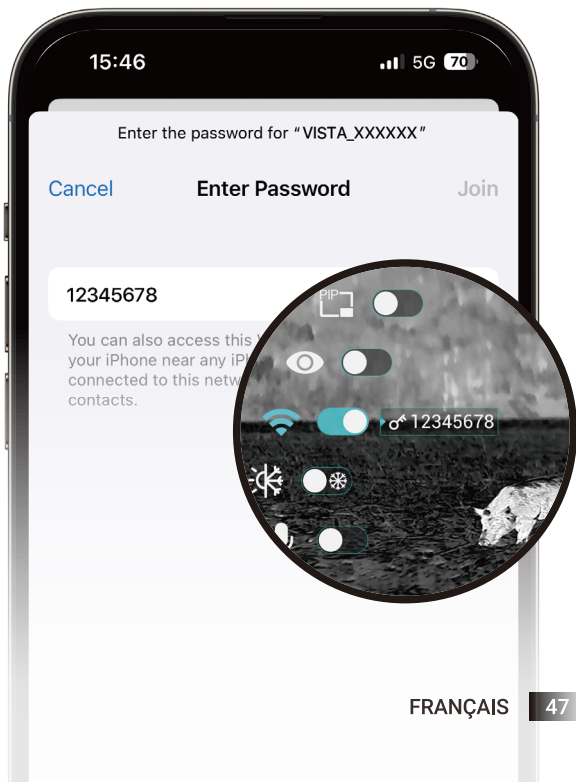 15:46
5G 70
Enter the password for “VISTA_XXXXXX”
Cancel Enter Password Join
12345678
You can also access this
your iPhone near any
connected to this netw
contacts.
PIP
12345678
FRANÇAIS 47